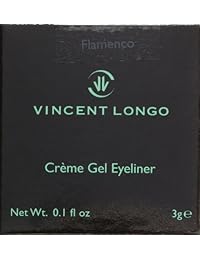 Flamenco
VINCENT LONGO
Crème Gel Eyeliner
Net Wt. 0.1 fl oz 3g℮